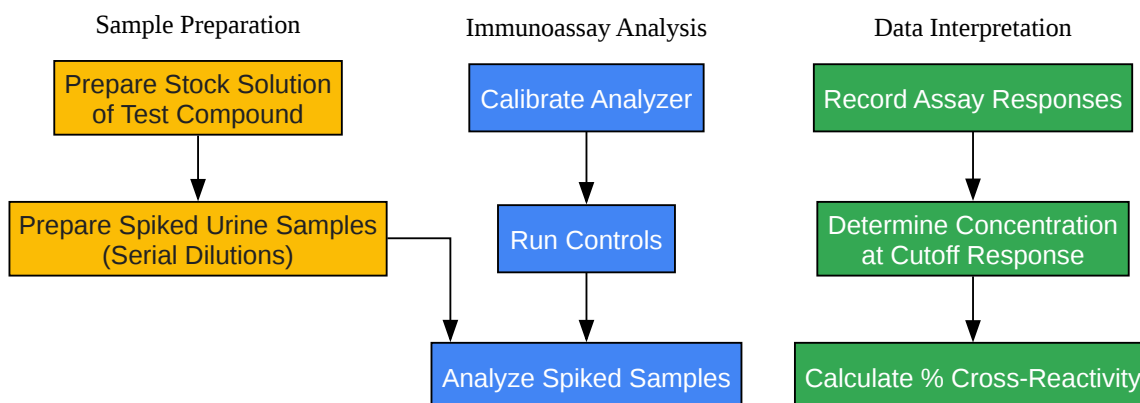 Sample Preparation
Prepare Stock Solution
of Test Compound
Prepare Spiked Urine Samples
(Serial Dilutions)
Immunoassay Analysis
Calibrate Analyzer
Run Controls
Analyze Spiked Samples
Data Interpretation
Record Assay Responses
Determine Concentration
at Cutoff Response
Calculate % Cross-Reactivity